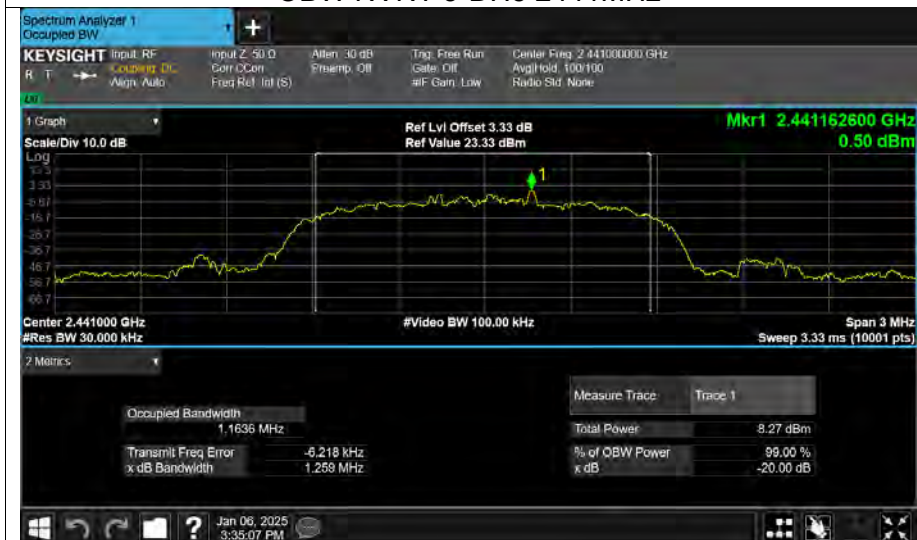 Spectrum Analyzer 1
Occupied BW
+
KEYSIGHT Input: RF
R T Coupling: DC
Align: Auto
Input Z: 50 Ω
Corr CCorr
Freq Ref: Int (S)
Atten: 30 dB
Preamp: Off
Trig: Free Run
Gate: Off
#IF Gain: Low
Center Freq: 2.441000000 GHz
Avg|Hold: 100/100
Radio Std: None
1 Graph
Scale/Div 10.0 dB
Ref Lvl Offset 3.33 dB
Ref Value 23.33 dBm
Mkr1 2.441162600 GHz
0.50 dBm
Log
3.33
-6.67
-16.7
-26.7
-36.7
-46.7
-56.7
-66.7
1
Center 2.441000 GHz
#Res BW 30.000 kHz
#Video BW 100.00 kHz
Span 3 MHz
Sweep 3.33 ms (10001 pts)
2 Metrics
Occupied Bandwidth
1.1636 MHz
Transmit Freq Error -6.218 kHz
x dB Bandwidth 1.259 MHz
Measure Trace Trace 1
Total Power 8.27 dBm
% of OBW Power 99.00 %
x dB -20.00 dB
?
Jan 06, 2025
3:35:07 PM